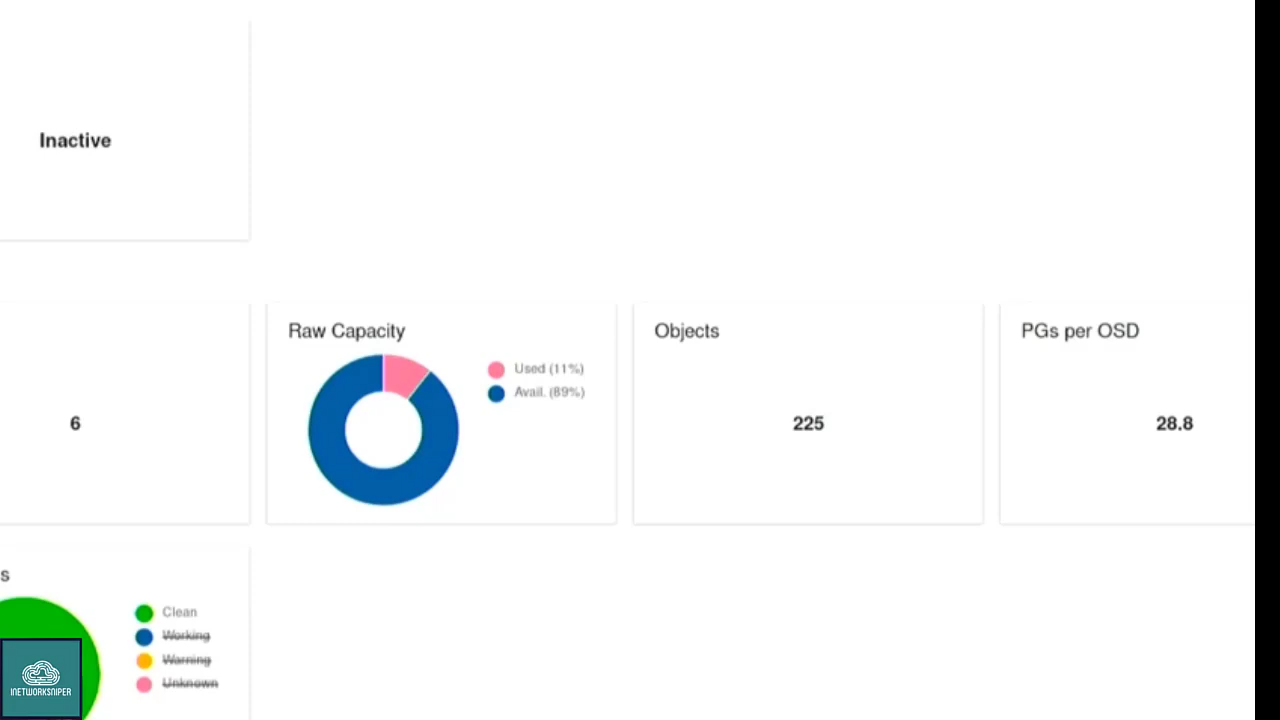 Inactive
Raw Capacity
Objects
PGs per OSD
Used (11%)
Avail. (89%)
6
225
28.8
s
Clean
Working
Warning
Unknown
INETWORKSNIPER